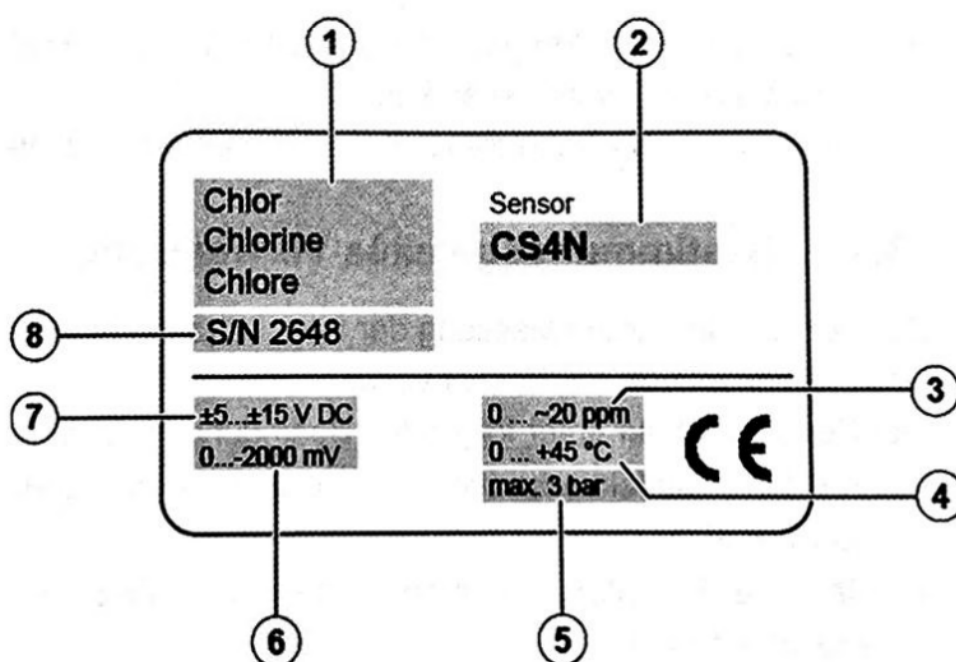 1
2
Chlor
Chlorine
Chlore
Sensor
CS4N
8
S/N 2648
7
±5...±15 V DC
0...-2000 mV
0 ... ~20 ppm
3
0 ... +45 °C
4
max. 3 bar
CE
6
5